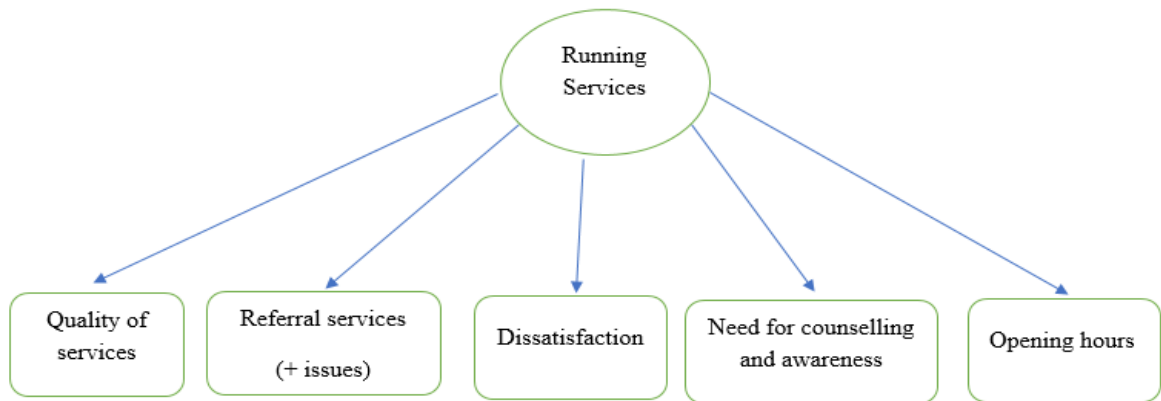 Running
Services
Quality of
services
Referral services
(+ issues)
Dissatisfaction
Need for counselling
and awareness
Opening hours